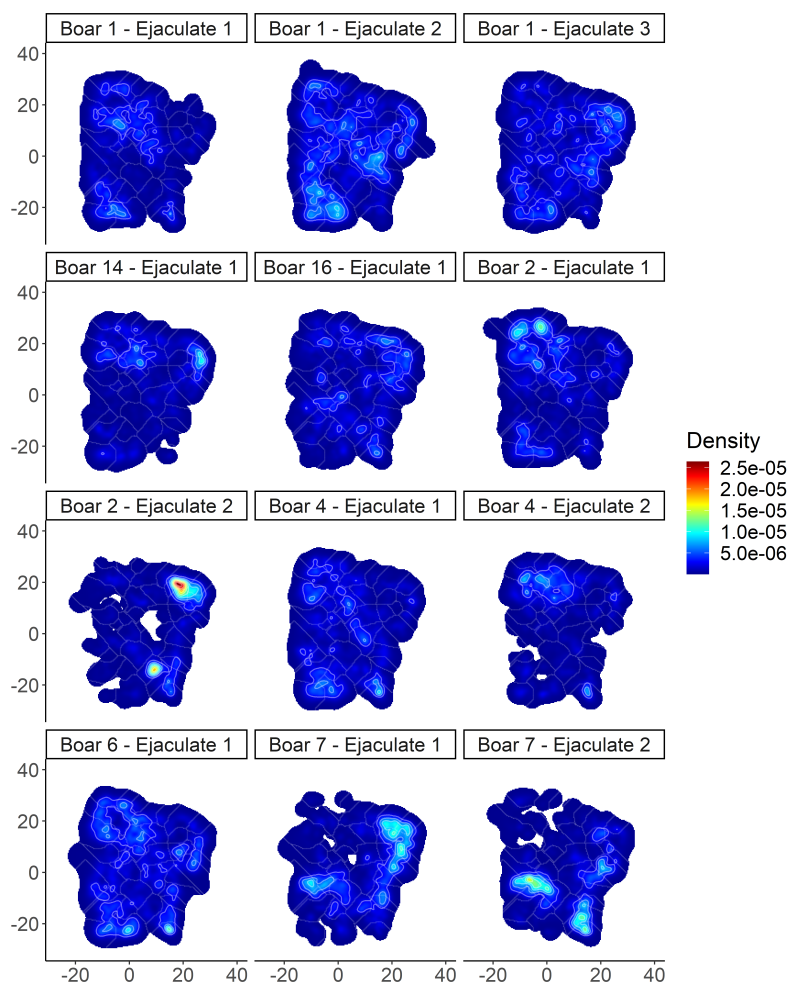 Boar 1 - Ejaculate 1
Boar 1 - Ejaculate 2
Boar 1 - Ejaculate 3
40
20
0
-20
Boar 14 - Ejaculate 1
Boar 16 - Ejaculate 1
Boar 2 - Ejaculate 1
40
20
0
-20
Density
2.5e-05
2.0e-05
1.5e-05
1.0e-05
5.0e-06
Boar 2 - Ejaculate 2
Boar 4 - Ejaculate 1
Boar 4 - Ejaculate 2
40
20
0
-20
Boar 6 - Ejaculate 1
Boar 7 - Ejaculate 1
Boar 7 - Ejaculate 2
40
20
0
-20
-20 0 20 40
-20 0 20 40
-20 0 20 40